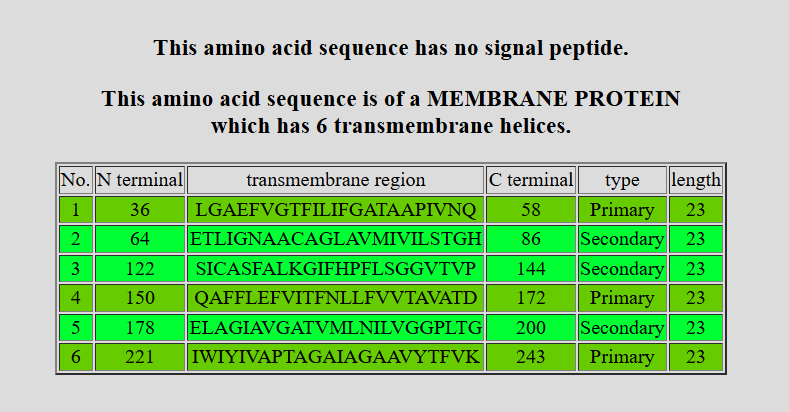 This amino acid sequence has no signal peptide.
This amino acid sequence is of a MEMBRANE PROTEIN
which has 6 transmembrane helices.
No. N terminal transmembrane region C terminal type length
1 36 LGAEFVGTFILIFGATAAPIVNQ 58 Primary 23
2 64 ETLIGNAACAGLAVMIVILSTGH 86 Secondary 23
3 122 SICASFALKGIFHPFLSGGVTVP 144 Secondary 23
4 150 QAFFLEFVITFNLLFVVTAVATD 172 Primary 23
5 178 ELAGIAVGATVMLNILVGGPLTG 200 Secondary 23
6 221 IWIYIVAPTAGAIAGAAVYTFVK 243 Primary 23